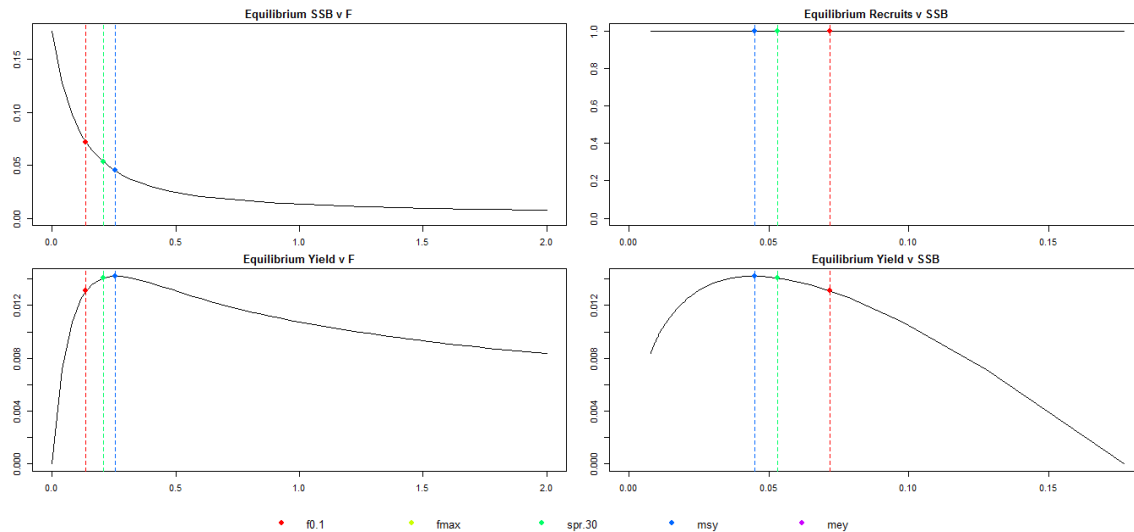 Equilibrium SSB v F
0.00 0.05 0.10 0.15
0.0 0.5 1.0 1.5 2.0
Equilibrium Recruits v SSB
0.0 0.2 0.4 0.6 0.8 1.0
0.00 0.05 0.10 0.15
Equilibrium Yield v F
0.000 0.004 0.008 0.012
0.0 0.5 1.0 1.5 2.0
Equilibrium Yield v SSB
0.000 0.004 0.008 0.012
0.00 0.05 0.10 0.15
f0.1 fmax spr.30 msy mey